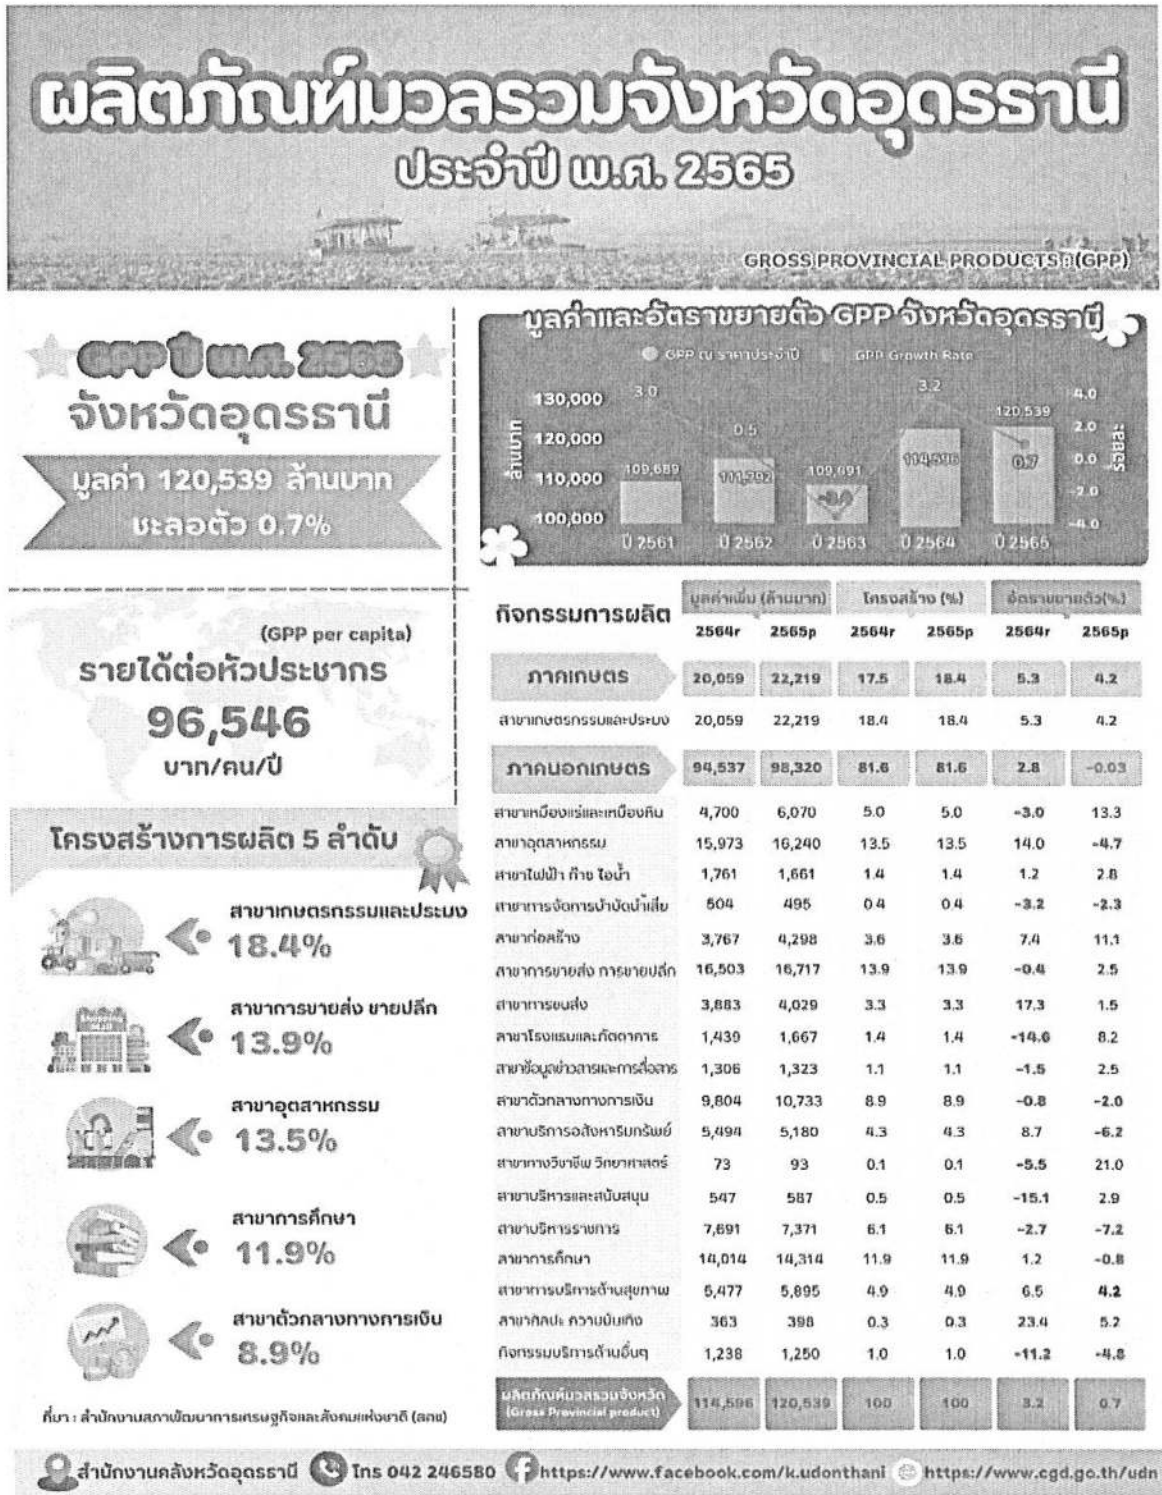 ผลิตภัณฑ์มวลรวมจังหวัดอุดรธานี
ประจำปี พ.ศ. 2565
GROSS PROVINCIAL PRODUCTS :(GPP)
GPP ปี พ.ศ. 2565
จังหวัดอุดรธานี
มูลค่า 120,539 ล้านบาท
ชะลอตัว 0.7%
(GPP per capita)
รายได้ต่อหัวประชากร
96,546
บาท/คน/ปี
โครงสร้างการผลิต 5 ลำดับ
สาขาเกษตรกรรมและประมง
18.4%
Shopping Mall
สาขาการขายส่ง ขายปลีก
13.9%
สาขาอุตสาหกรรม
13.5%
สาขาการศึกษา
11.9%
สาขาตัวกลางทางการเงิน
8.9%
ที่มา : สำนักงานสภาพัฒนาการเศรษฐกิจและสังคมแห่งชาติ (สศช)
มูลค่าและอัตราขยายตัว GPP จังหวัดอุดรธานี
GPP ณ ราคาประจำปี GPP Growth Rate
ล้านบาท
130,000
120,000
110,000
100,000
3.0 0.5 -3.0 3.2 0.7
109,689 111,792 109,691 114,596 120,539
4.0
2.0
0.0
-2.0
-4.0
ร้อยละ
ปี 2561 ปี 2562 ปี 2563 ปี 2564 ปี 2565
กิจกรรมการผลิต มูลค่าเพิ่ม (ล้านบาท) โครงสร้าง (%) อัตราขยายตัว(%)
2564r 2565p 2564r 2565p 2564r 2565p
ภาคเกษตร 20,059 22,219 17.5 18.4 5.3 4.2
สาขาเกษตรกรรมและประมง 20,059 22,219 18.4 18.4 5.3 4.2
ภาคนอกเกษตร 94,537 98,320 81.6 81.6 2.8 -0.03
สาขาเหมืองแร่และเหมืองหิน 4,700 6,070 5.0 5.0 -3.0 13.3
สาขาอุตสาหกรรม 15,973 16,240 13.5 13.5 14.0 -4.7
สาขาไฟฟ้า ก๊าซ ไอน้ำ 1,761 1,661 1.4 1.4 1.2 2.8
สาขาการจัดการบำบัดน้ำเสีย 504 495 0.4 0.4 -3.2 -2.3
สาขาก่อสร้าง 3,767 4,298 3.6 3.6 7.4 11.1
สาขาการขายส่ง การขายปลีก 16,503 16,717 13.9 13.9 -0.4 2.5
สาขาการขนส่ง 3,883 4,029 3.3 3.3 17.3 1.5
สาขาโรงแรมและภัตตาคาร 1,439 1,667 1.4 1.4 -14.6 8.2
สาขาข้อมูลข่าวสารและการสื่อสาร 1,306 1,323 1.1 1.1 -1.5 2.5
สาขาตัวกลางทางการเงิน 9,804 10,733 8.9 8.9 -0.8 -2.0
สาขาบริการอสังหาริมทรัพย์ 5,494 5,180 4.3 4.3 8.7 -6.2
สาขาทางวิชาชีพ วิทยาศาสตร์ 73 93 0.1 0.1 -5.5 21.0
สาขาบริหารและสนับสนุน 547 587 0.5 0.5 -15.1 2.9
สาขาบริหารราชการ 7,691 7,371 6.1 6.1 -2.7 -7.2
สาขาการศึกษา 14,014 14,314 11.9 11.9 1.2 -0.8
สาขาการบริการด้านสุขภาพ 5,477 5,895 4.9 4.9 6.5 4.2
สาขาศิลปะ ความบันเทิง 363 398 0.3 0.3 23.4 5.2
กิจกรรมบริการด้านอื่นๆ 1,238 1,250 1.0 1.0 -11.2 -4.8
ผลิตภัณฑ์มวลรวมจังหวัด
(Gross Provincial product) 114,596 120,539 100 100 3.2 0.7
สำนักงานคลังหวัดอุดรธานี โทร 042 246580 https://www.facebook.com/k.udonthani https://www.cgd.go.th/udn